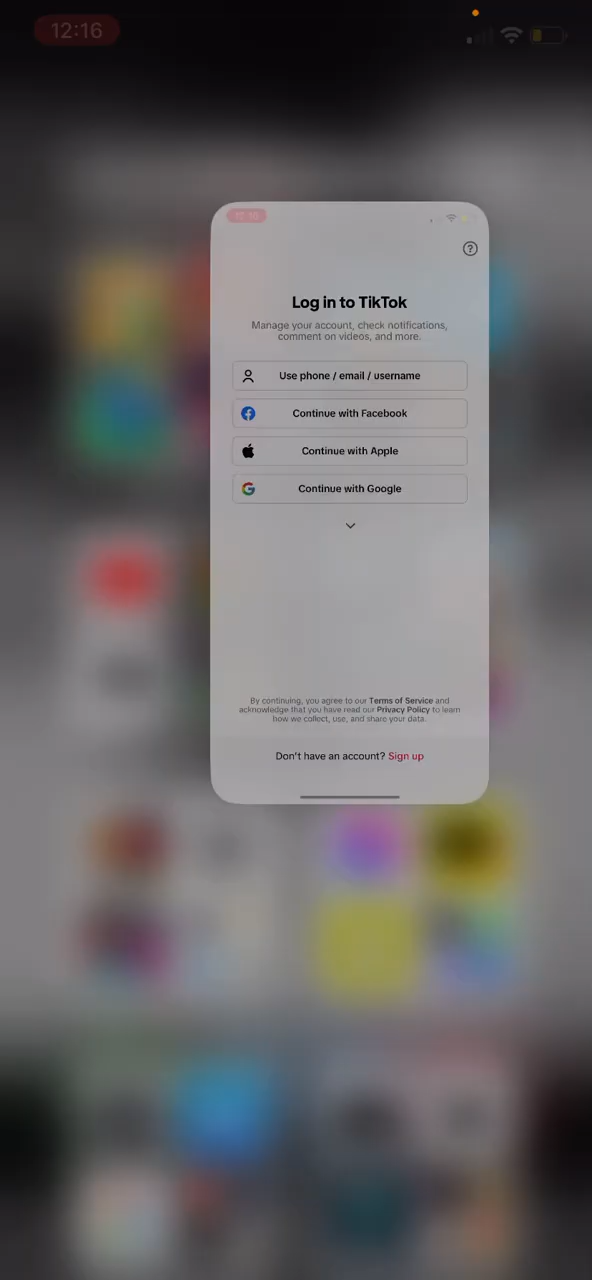 12:16
Log in to TikTok
Manage your account, check notifications,
comment on videos, and more.
Use phone / email / username
Continue with Facebook
Continue with Apple
Continue with Google
By continuing, you agree to our Terms of Service and
acknowledge that you have read our Privacy Policy to learn
how we collect, use, and share your data.
Don't have an account? Sign up